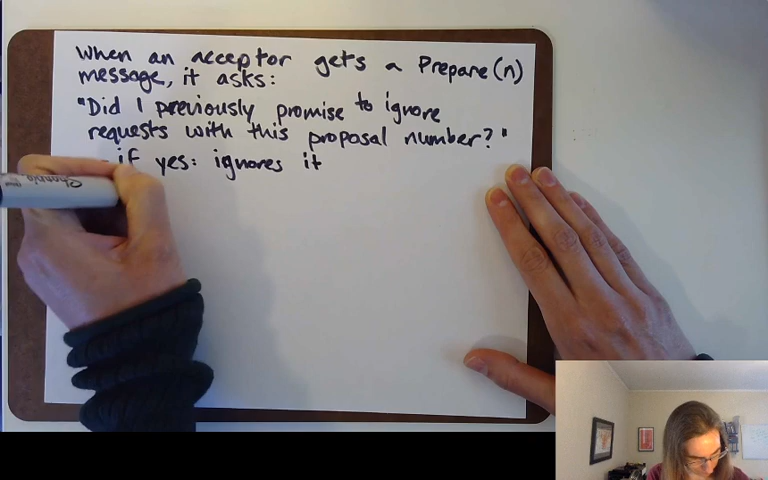 When an acceptor gets a Prepare(n)
message, it asks:
"Did I previously promise to ignore
requests with this proposal number?"
- if yes: ignores it
Sharpie